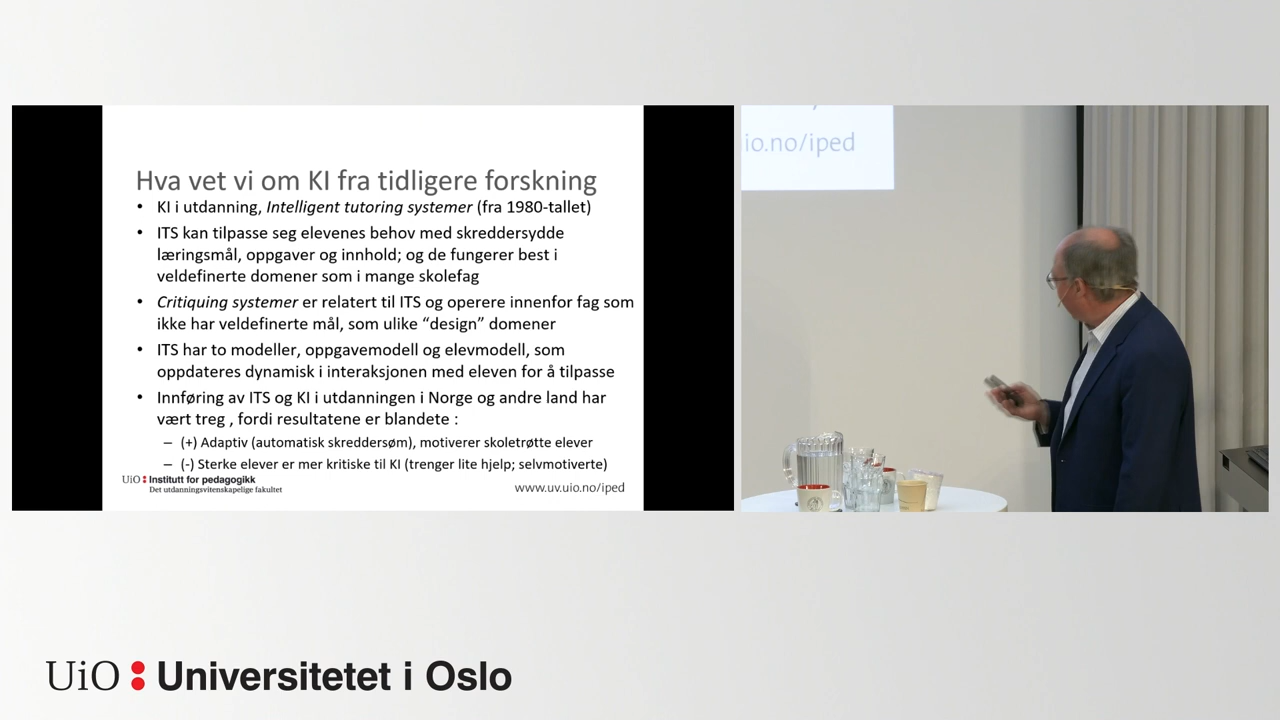 Hva vet vi om KI fra tidligere forskning
• KI i utdanning, Intelligent tutoring systemer (fra 1980-tallet)
• ITS kan tilpasse seg elevenes behov med skreddersydde
læringsmål, oppgaver og innhold; og de fungerer best i
veldefinerte domener som i mange skolefag
• Critiquing systemer er relatert til ITS og operere innenfor fag som
ikke har veldefinerte mål, som ulike “design” domener
• ITS har to modeller, oppgavemodell og elevmodell, som
oppdateres dynamisk i interaksjonen med eleven for å tilpasse
• Innføring av ITS og KI i utdanningen i Norge og andre land har
vært treg , fordi resultatene er blandete :
– (+) Adaptiv (automatisk skreddersøm), motiverer skoletrøtte elever
– (-) Sterke elever er mer kritiske til KI (trenger lite hjelp; selvmotiverte)
UiO : Institutt for pedagogikk
Det utdanningsvitenskapelige fakultet
www.uv.uio.no/iped
io.no/iped
UiO : Universitetet i Oslo